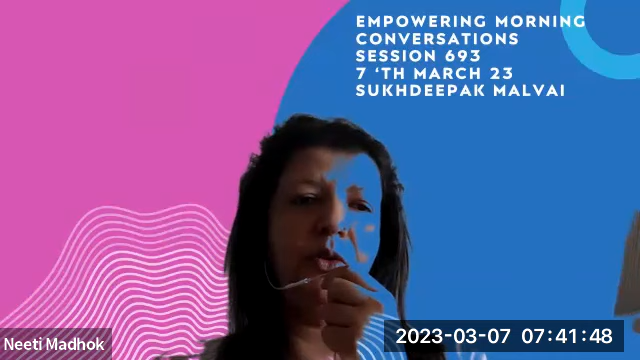 EMPOWERING MORNING
CONVERSATIONS
SESSION 693
7 ‘TH MARCH 23
SUKHDEEPAK MALVAI
Neeti Madhok
2023-03-07 07:41:48